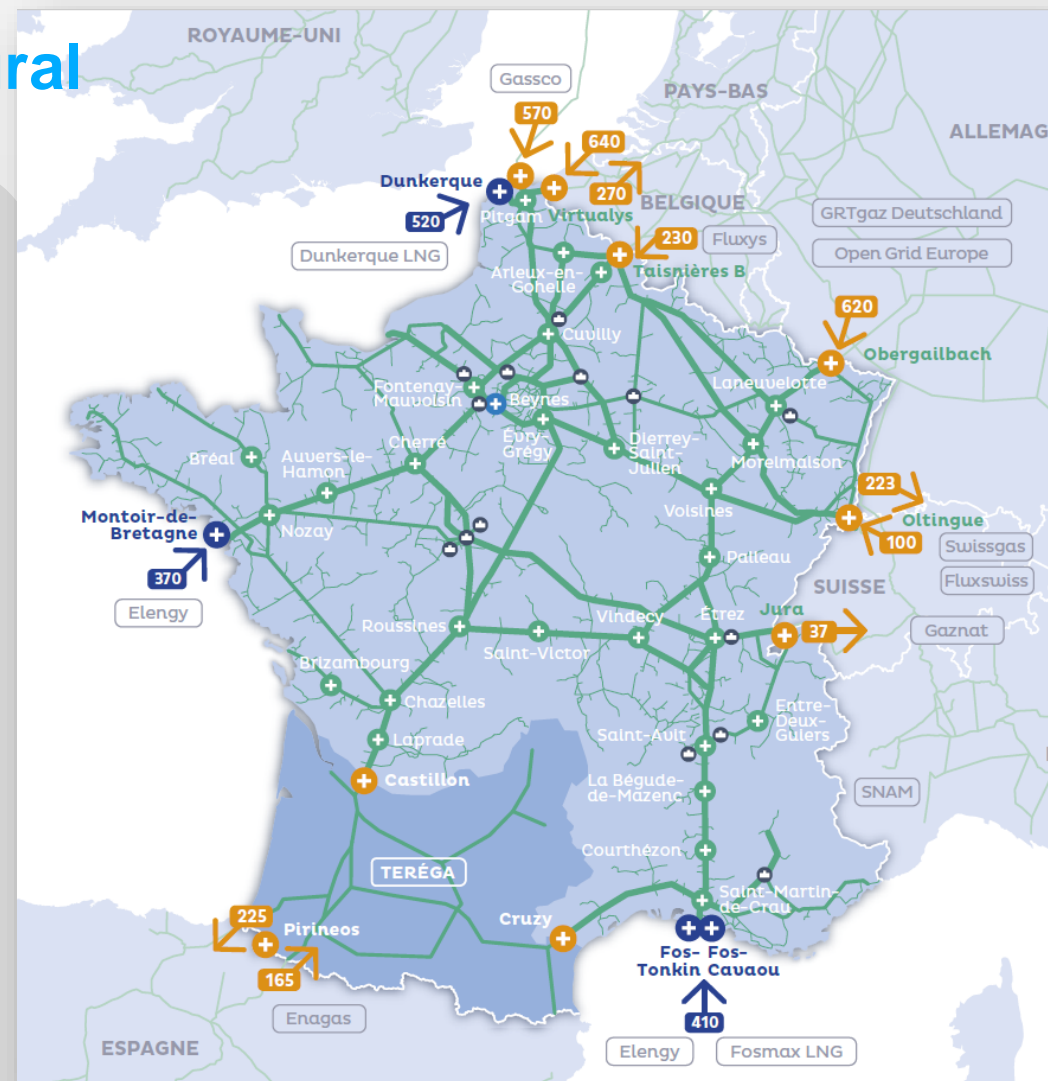 ral
ROYAUME-UNI
Gassco
PAYS-BAS
ALLEMAG
570
640
270
Dunkerque
520
Pitgam
Virtualys
BELGIQUE
GRTgaz Deutschland
Open Grid Europe
Dunkerque LNG
230
Fluxys
Arleux-en-
Gohelle
Taisnières B
620
Obergailbach
Cuvilly
Laneuvelotte
Fontenay-
Mauvoisin
Beynes
Évry-
Grégy
Dierrey-
Saint-
Julien
Morelmaison
Cherré
Bréal
Auvers-le-
Hamon
Voisines
223
Oltingue
100
Montoir-de-
Bretagne
Nozay
370
Elengy
Palleau
Swissgas
Fluxswiss
SUISSE
Jura
37
Gaznat
Roussines
Saint-Victor
Vindecy
Étrez
Brizambourg
Chazelles
Entre-
Deux-
Guiers
Laprade
Saint-Avit
Castillon
La Bégude-
de-Mazenc
SNAM
Courthézon
TERÉGA
Saint-Martin-
de-Crau
Cruzy
225
Pirineos
165
Fos-
Tonkin
Fos-
Cavaou
410
Enagas
Elengy
Fosmax LNG
ESPAGNE